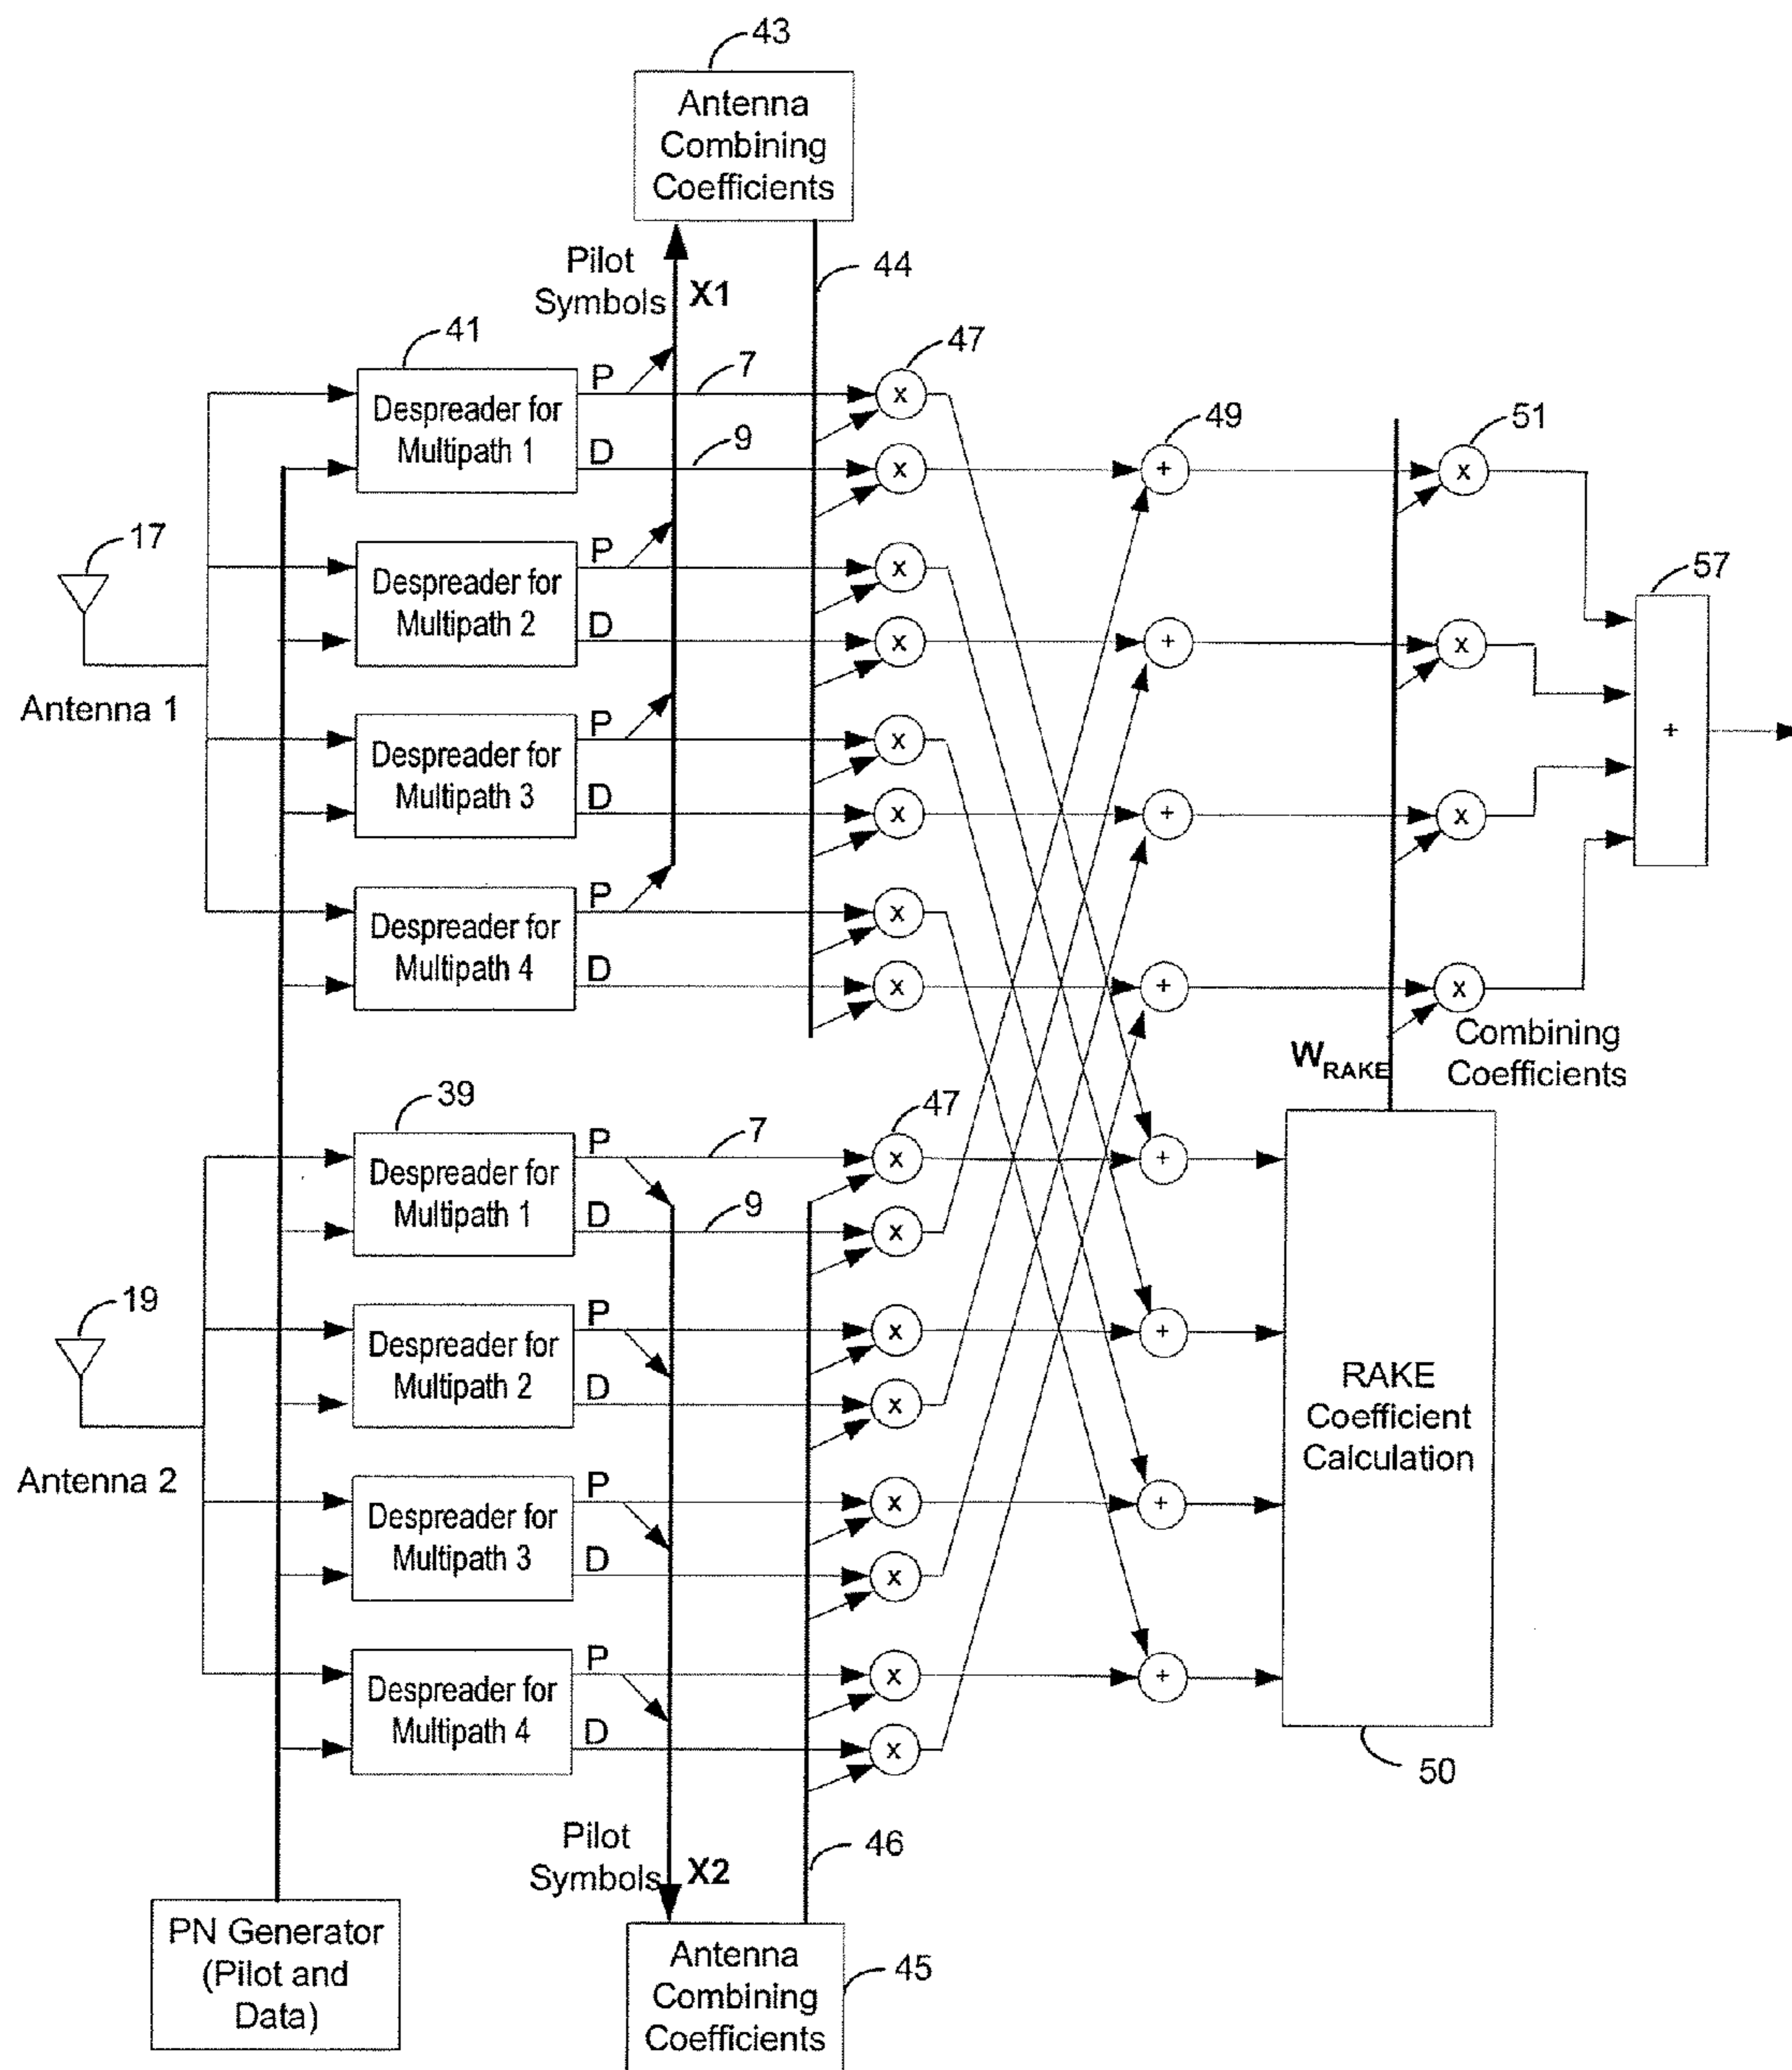 43
Antenna
Combining
Coefficients
Pilot
Symbols
X1
44
41
P
7
47
Despreader for
Multipath 1
D
9
49
51
x
x
+
x
17
P
Despreader for
Multipath 2
D
x
x
+
x
57
+
Antenna 1
P
Despreader for
Multipath 3
D
x
x
+
x
P
Despreader for
Multipath 4
D
x
x
+
x
Combining
Coefficients
WRAKE
39
P
7
47
Despreader for
Multipath 1
D
9
x
x
+
19
P
Despreader for
Multipath 2
D
x
x
+
RAKE
Coefficient
Calculation
Antenna 2
P
Despreader for
Multipath 3
D
x
x
+
P
Despreader for
Multipath 4
D
x
x
+
50
Pilot
Symbols
X2
46
PN Generator
(Pilot and
Data)
Antenna
Combining
Coefficients
45